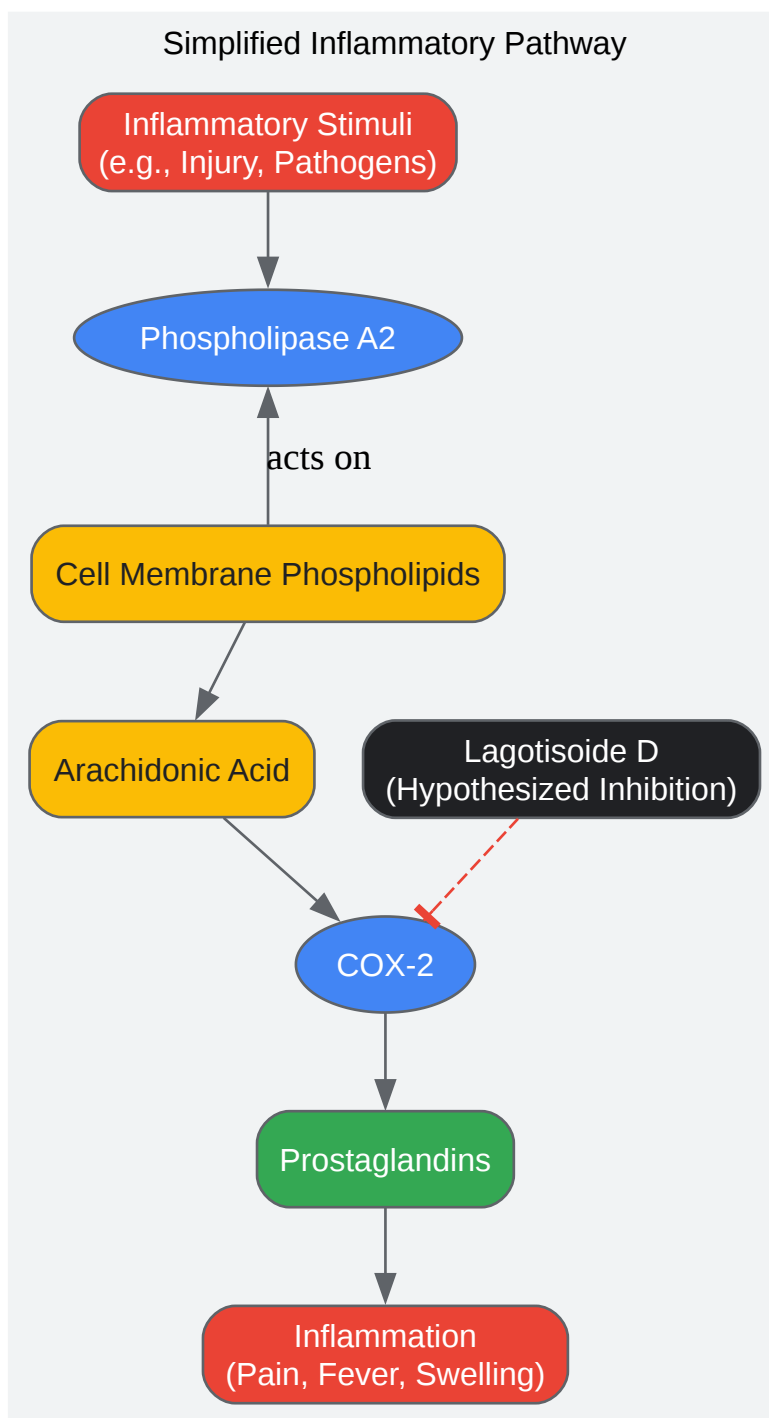 Simplified Inflammatory Pathway
Inflammatory Stimuli
(e.g., Injury, Pathogens)
Phospholipase A2
acts on
Cell Membrane Phospholipids
Arachidonic Acid
Lagotisoide D
(Hypothesized Inhibition)
COX-2
Prostaglandins
Inflammation
(Pain, Fever, Swelling)